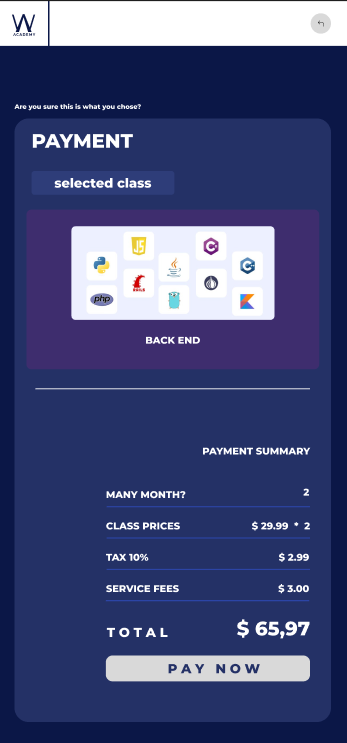 W
ACADEMY
Are you sure this is what you chose?
PAYMENT
selected class
JS
php
RAILS
BACK END
PAYMENT SUMMARY
MANY MONTH? 2
CLASS PRICES $ 29.99 * 2
TAX 10% $ 2.99
SERVICE FEES $ 3.00
TOTAL $ 65,97
PAY NOW